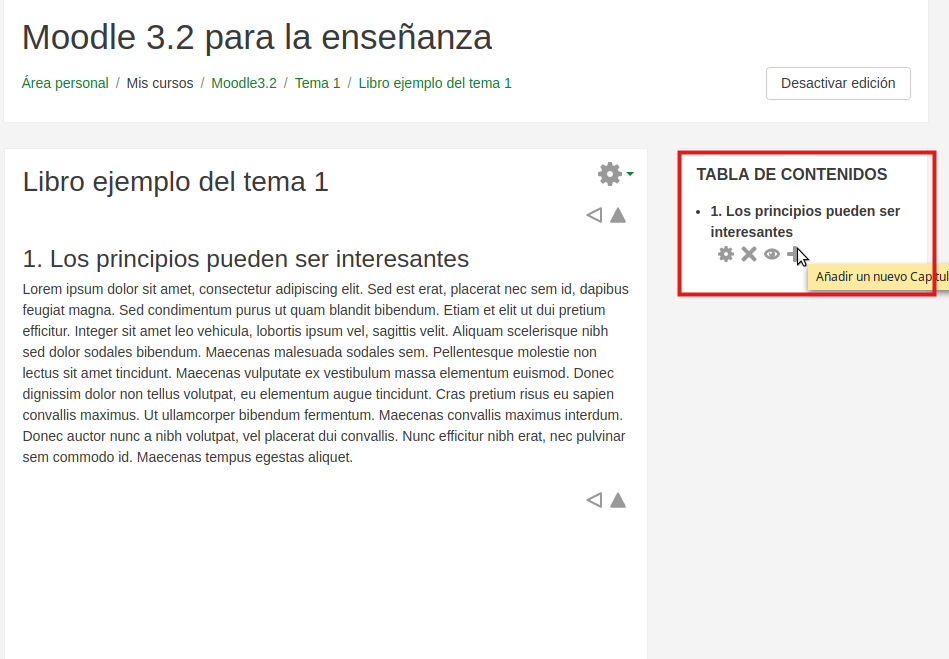 Moodle 3.2 para la enseñanza
Área personal / Mis cursos / Moodle3.2 / Tema 1 / Libro ejemplo del tema 1
Desactivar edición
Libro ejemplo del tema 1
1. Los principios pueden ser interesantes
Lorem ipsum dolor sit amet, consectetur adipiscing elit. Sed est erat, placerat nec sem id, dapibus
feugiat magna. Sed condimentum purus ut quam blandit bibendum. Etiam et elit ut dui pretium
efficitur. Integer sit amet leo vehicula, lobortis ipsum vel, sagittis velit. Aliquam scelerisque nibh
sed dolor sodales bibendum. Maecenas malesuada sodales sem. Pellentesque molestie non
lectus sit amet tincidunt. Maecenas vulputate ex vestibulum massa elementum euismod. Donec
dignissim dolor non tellus volutpat, eu elementum augue tincidunt. Cras pretium risus eu sapien
convallis maximus. Ut ullamcorper bibendum fermentum. Maecenas convallis maximus interdum.
Donec auctor nunc a nibh volutpat, vel placerat dui convallis. Nunc efficitur nibh erat, nec pulvinar
sem commodo id. Maecenas tempus egestas aliquet.
TABLA DE CONTENIDOS
• 1. Los principios pueden ser
interesantes
Añadir un nuevo Capítul